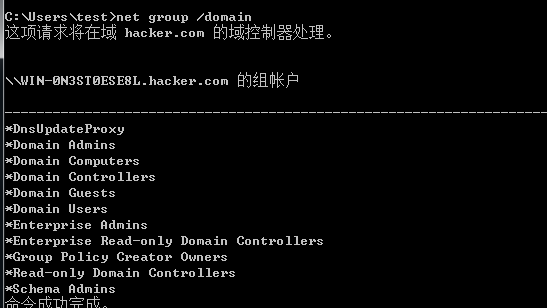 C:\Users\test>net group /domain
这项请求将在域 hacker.com 的域控制器处理。
\\WIN-0N3ST0ESE8L.hacker.com 的组帐户
-------------------------------------------------------------------------------
*DnsUpdateProxy
*Domain Admins
*Domain Computers
*Domain Controllers
*Domain Guests
*Domain Users
*Enterprise Admins
*Enterprise Read-only Domain Controllers
*Group Policy Creator Owners
*Read-only Domain Controllers
*Schema Admins
命令成功完成。